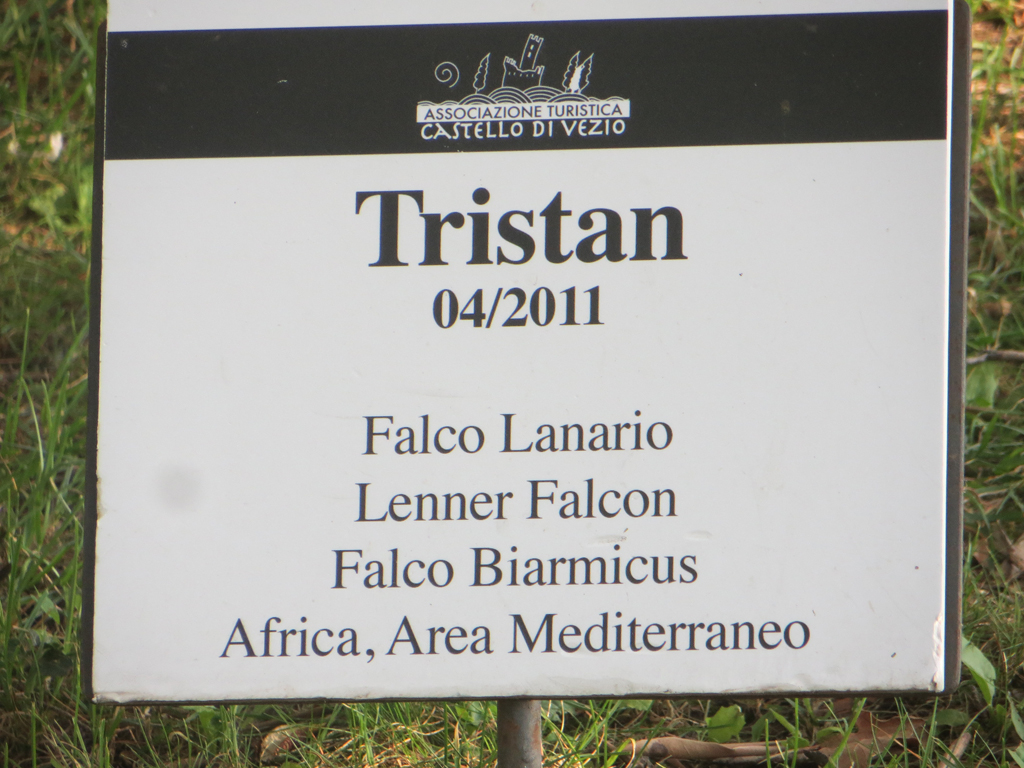 ASSOCIAZIONE TURISTICA
CASTELLO DI VEZIO
Tristan
04/2011
Falco Lanario
Lenner Falcon
Falco Biarmicus
Africa, Area Mediterraneo